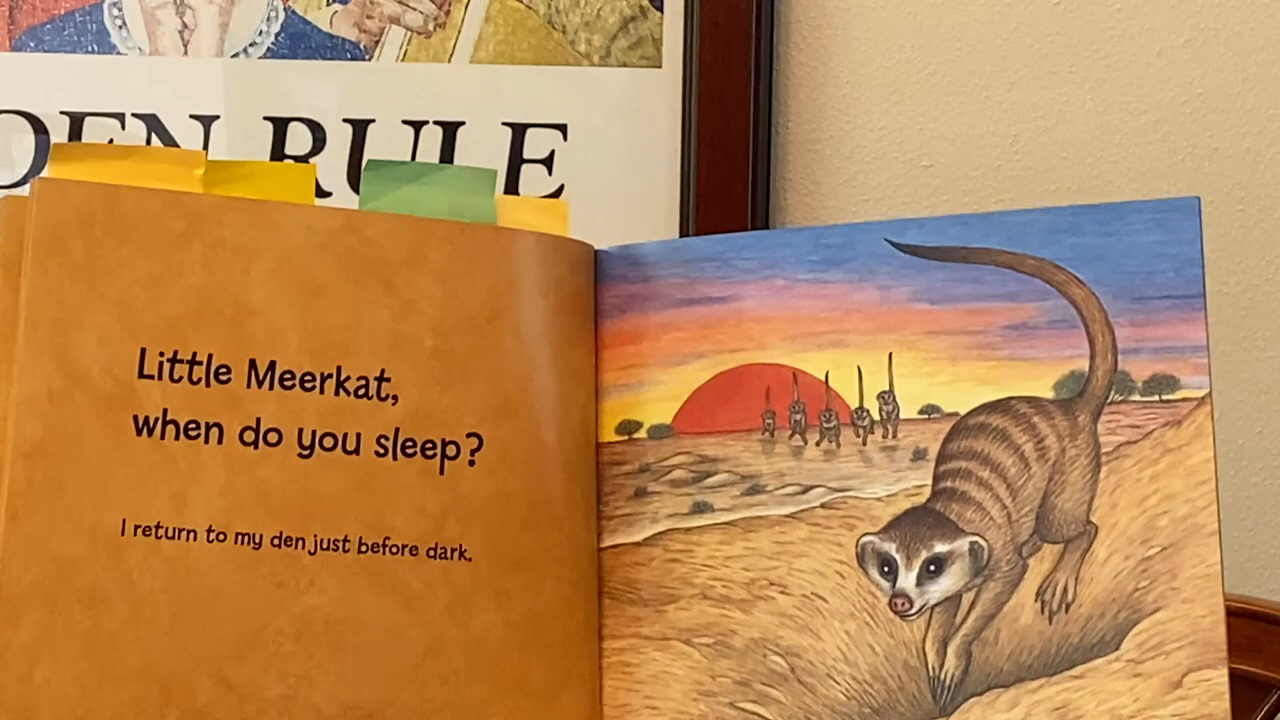 DEN RULE
Little Meerkat,
when do you sleep?
I return to my den just before dark.